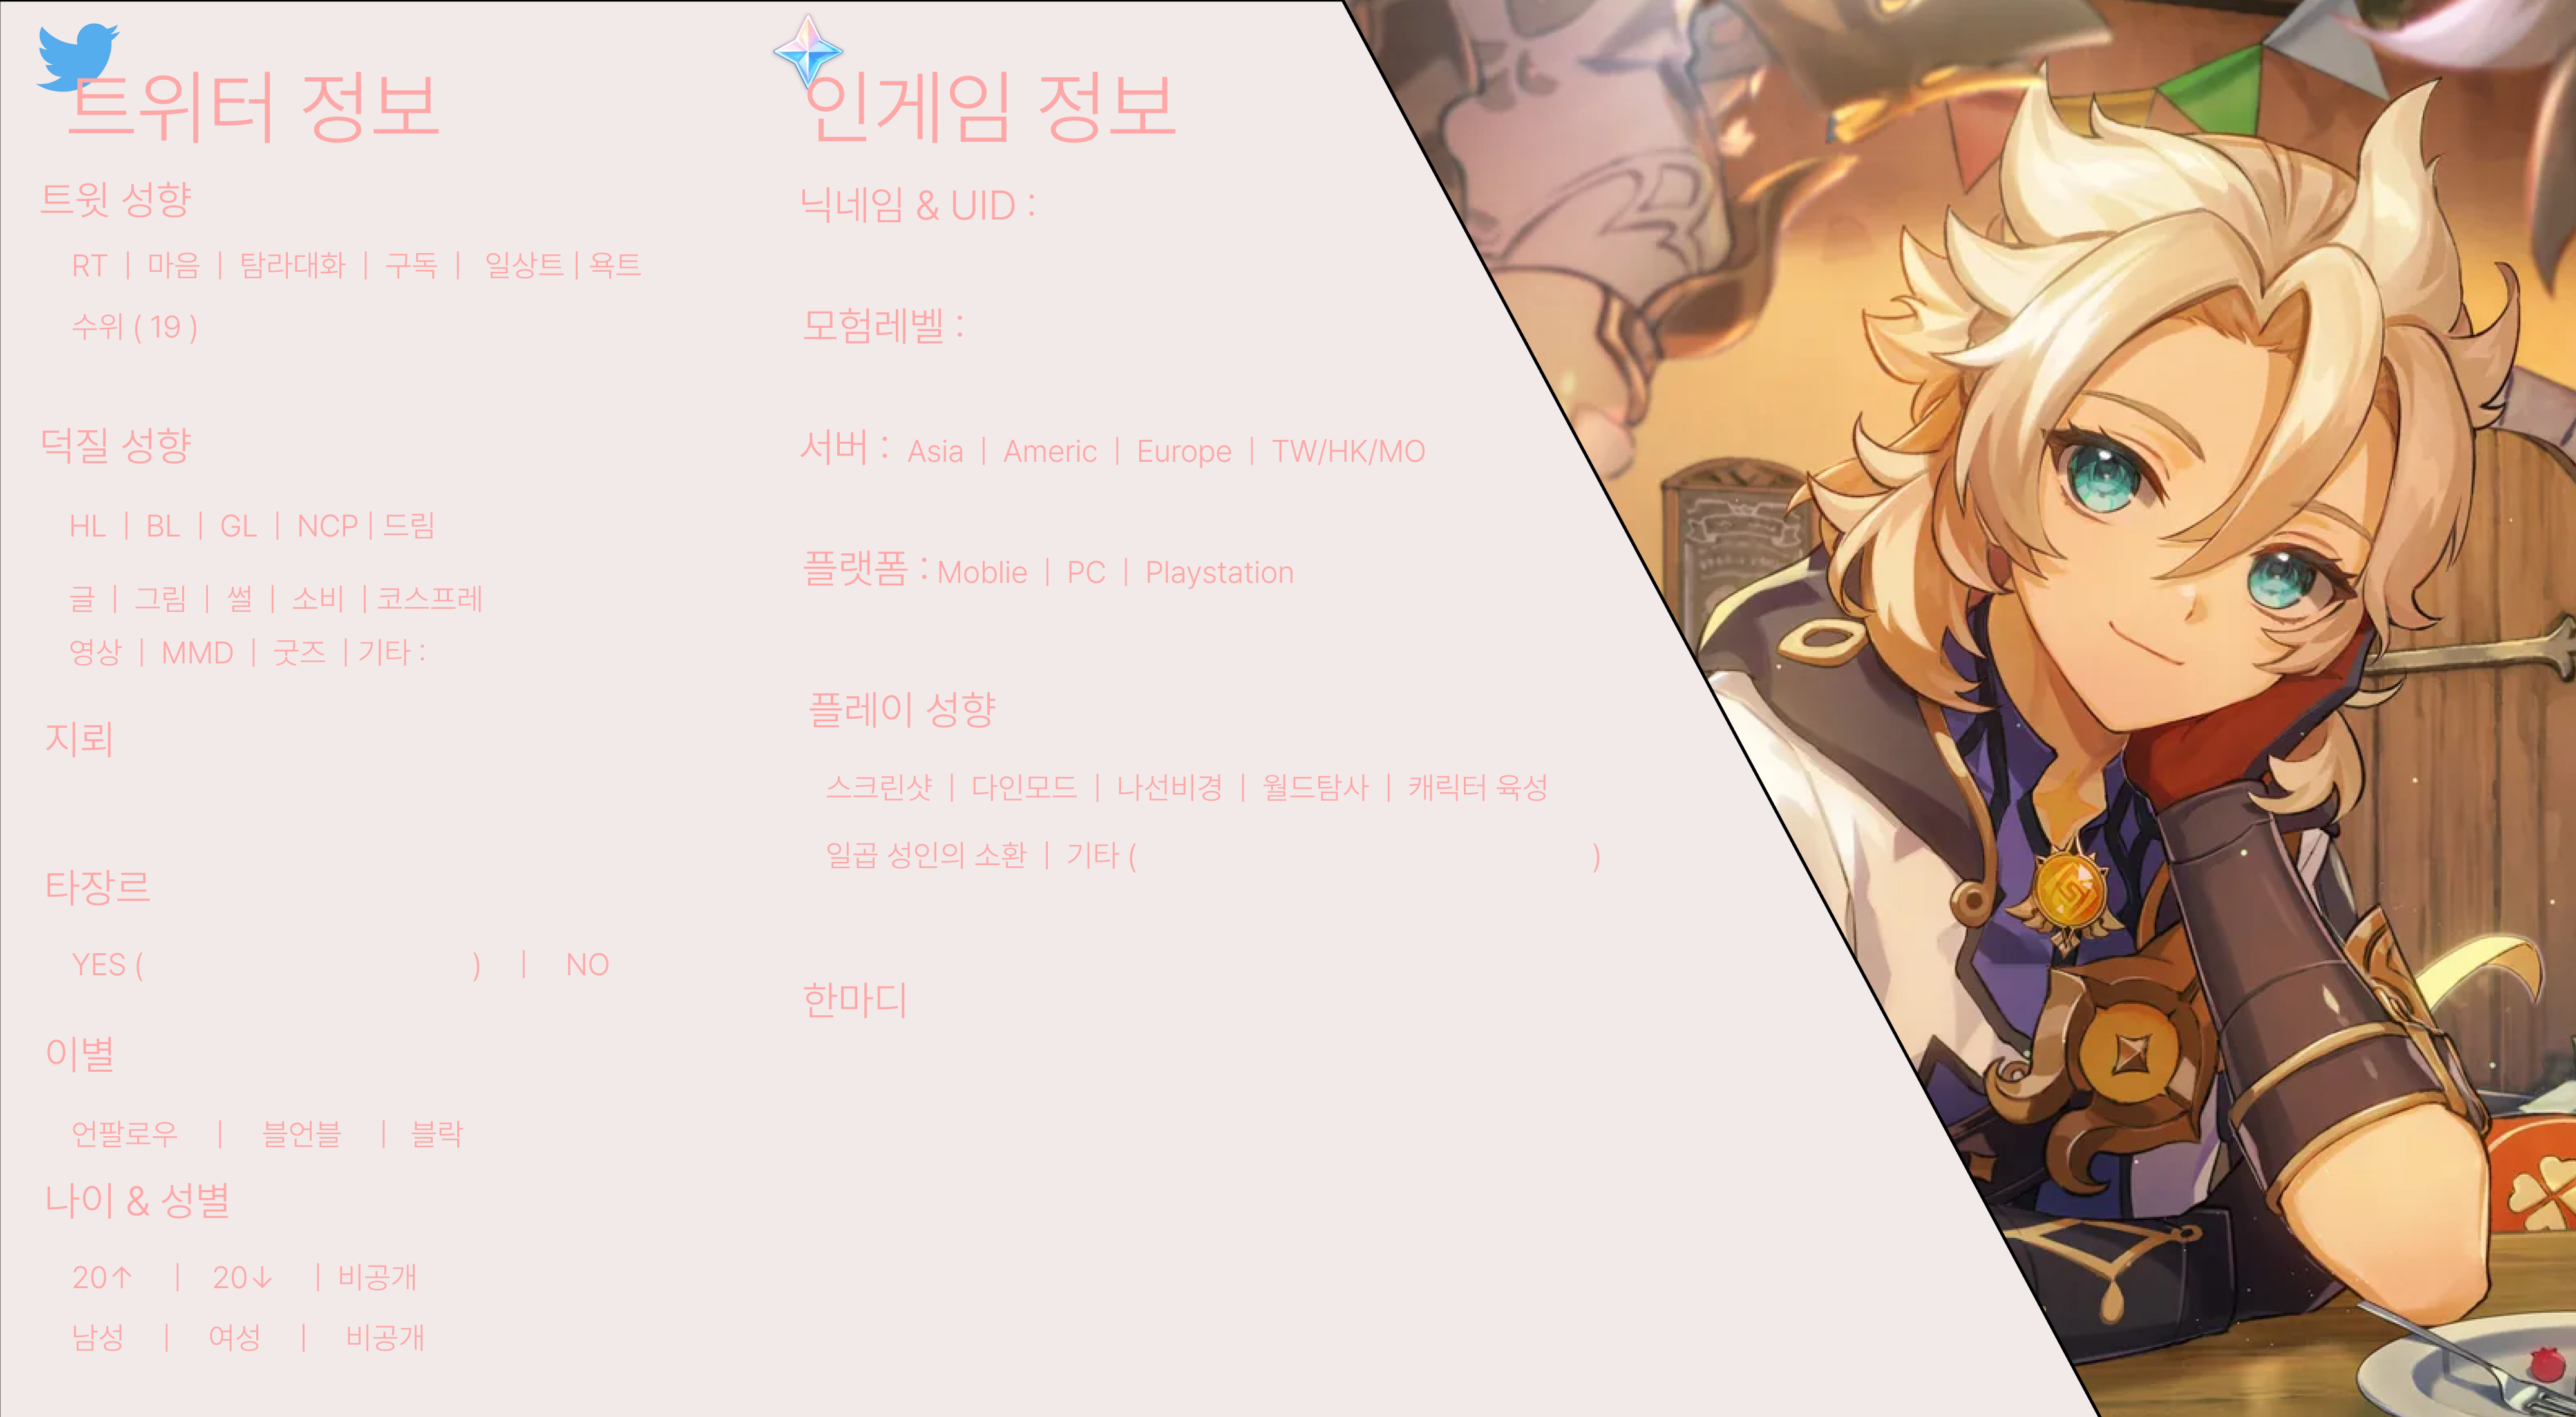 트위터 정보
트윗 성향
RT | 마음 | 탐라대화 | 구독 | 일상트 | 욕트
수위 ( 19 )
덕질 성향
HL | BL | GL | NCP | 드림
글 | 그림 | 썰 | 소비 | 코스프레
영상 | MMD | 굿즈 | 기타 :
지뢰
타장르
YES ( ) | NO
이별
언팔로우 | 블언블 | 블락
나이 & 성별
20↑ | 20↓ | 비공개
남성 | 여성 | 비공개
인게임 정보
닉네임 & UID :
모험레벨 :
서버 : Asia | Americ | Europe | TW/HK/MO
플랫폼 : Moblie | PC | Playstation
플레이 성향
스크린샷 | 다인모드 | 나선비경 | 월드탐사 | 캐릭터 육성
일곱 성인의 소환 | 기타 ( )
한마디